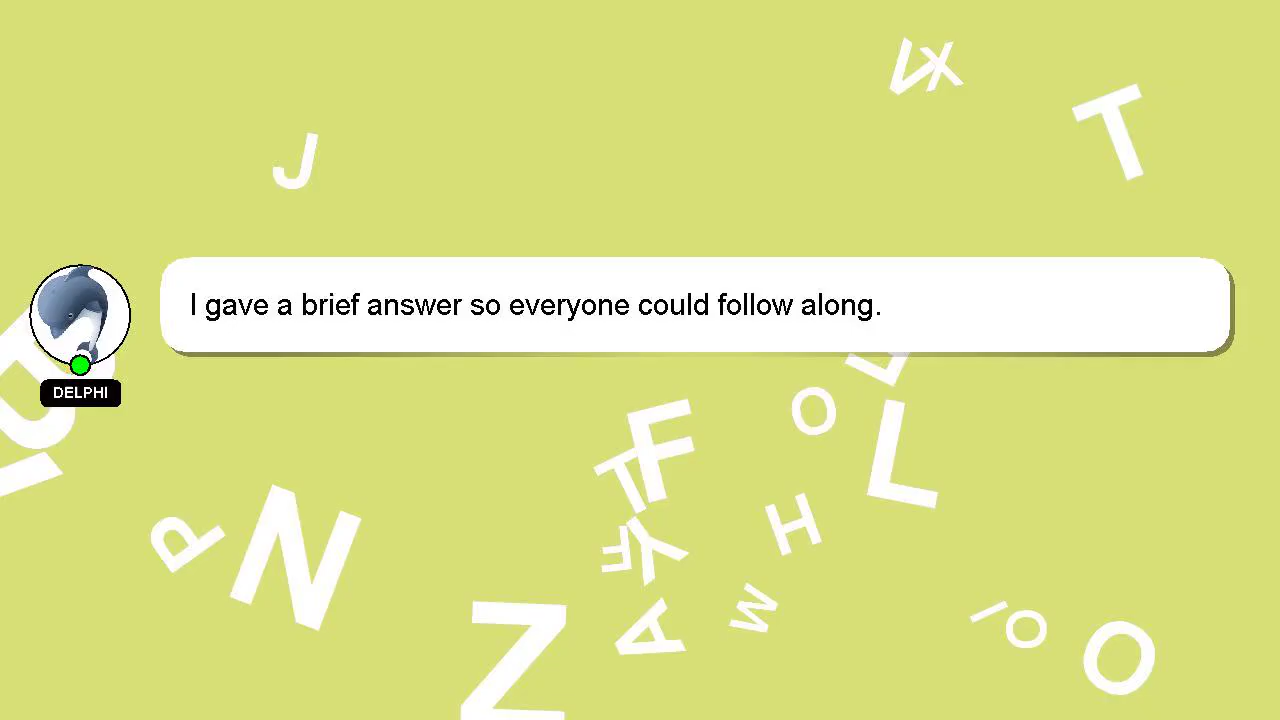 I gave a brief answer so everyone could follow along.
DELPHI
J
V
X
T
L
O
F
L
T
H
P
N
F
Y
M
A
Z
I
O
O